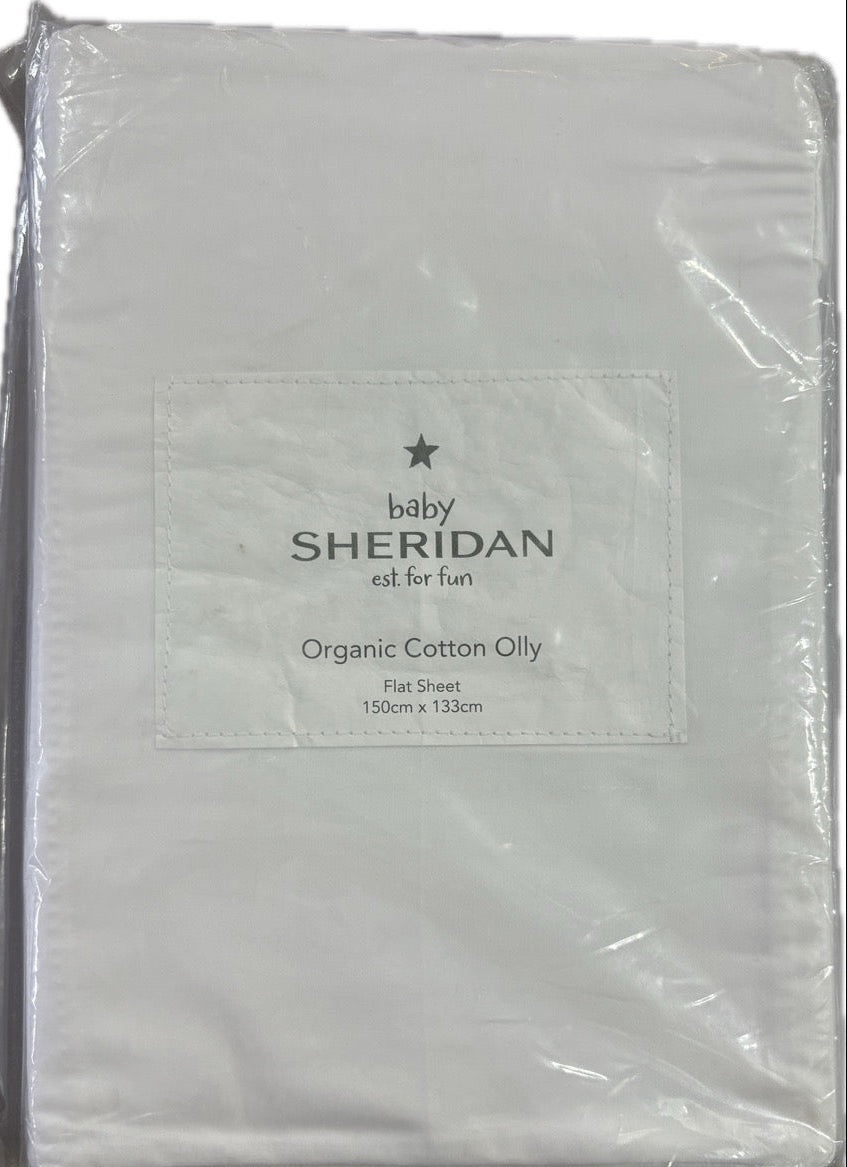 baby
SHERIDAN
est. for fun
Organic Cotton Olly
Flat Sheet
150cm x 133cm